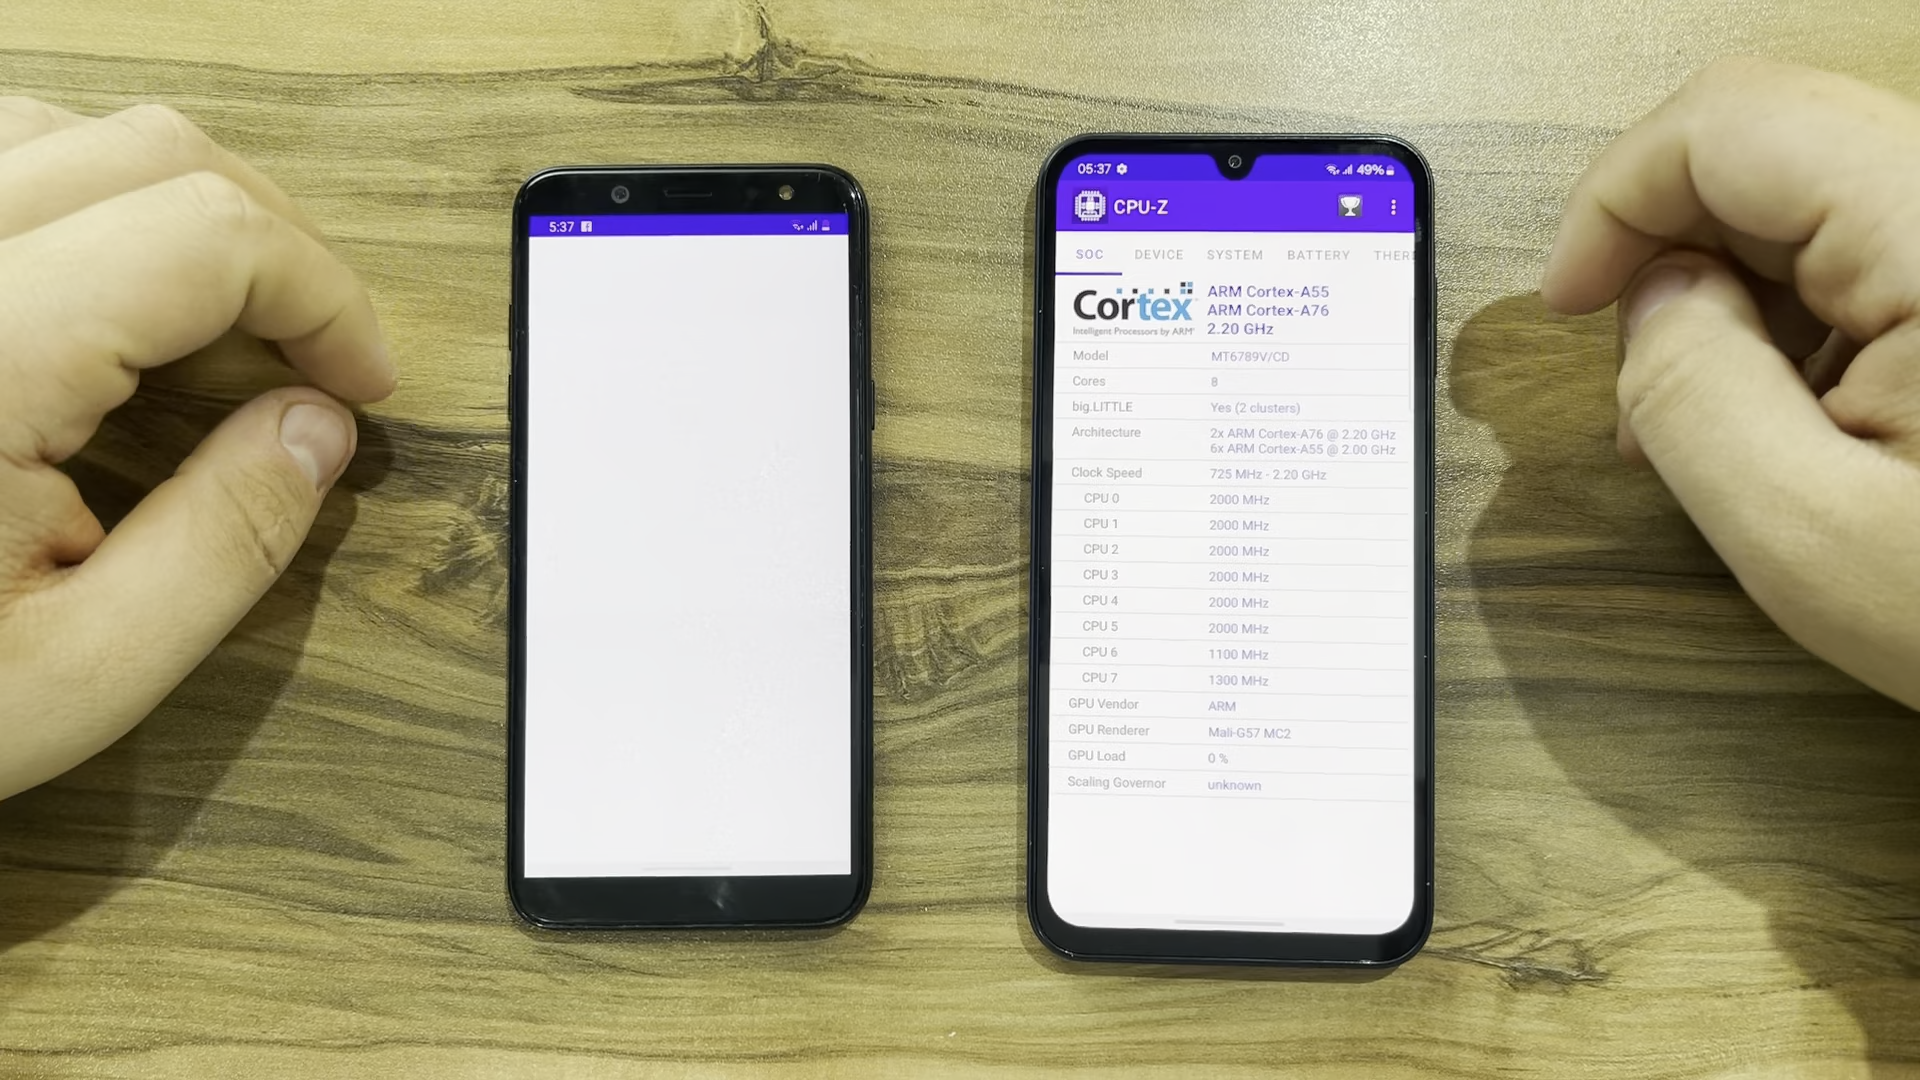 5:37
05:37
49%
CPU-Z
SOC DEVICE SYSTEM BATTERY THER
Cortex
Intelligent Processors by ARM
ARM Cortex-A55
ARM Cortex-A76
2.20 GHz
Model MT6789V/CD
Cores 8
big.LITTLE Yes (2 clusters)
Architecture 2x ARM Cortex-A76 @ 2.20 GHz
6x ARM Cortex-A55 @ 2.00 GHz
Clock Speed 725 MHz - 2.20 GHz
CPU 0 2000 MHz
CPU 1 2000 MHz
CPU 2 2000 MHz
CPU 3 2000 MHz
CPU 4 2000 MHz
CPU 5 2000 MHz
CPU 6 1100 MHz
CPU 7 1300 MHz
GPU Vendor ARM
GPU Renderer Mali-G57 MC2
GPU Load 0 %
Scaling Governor unknown